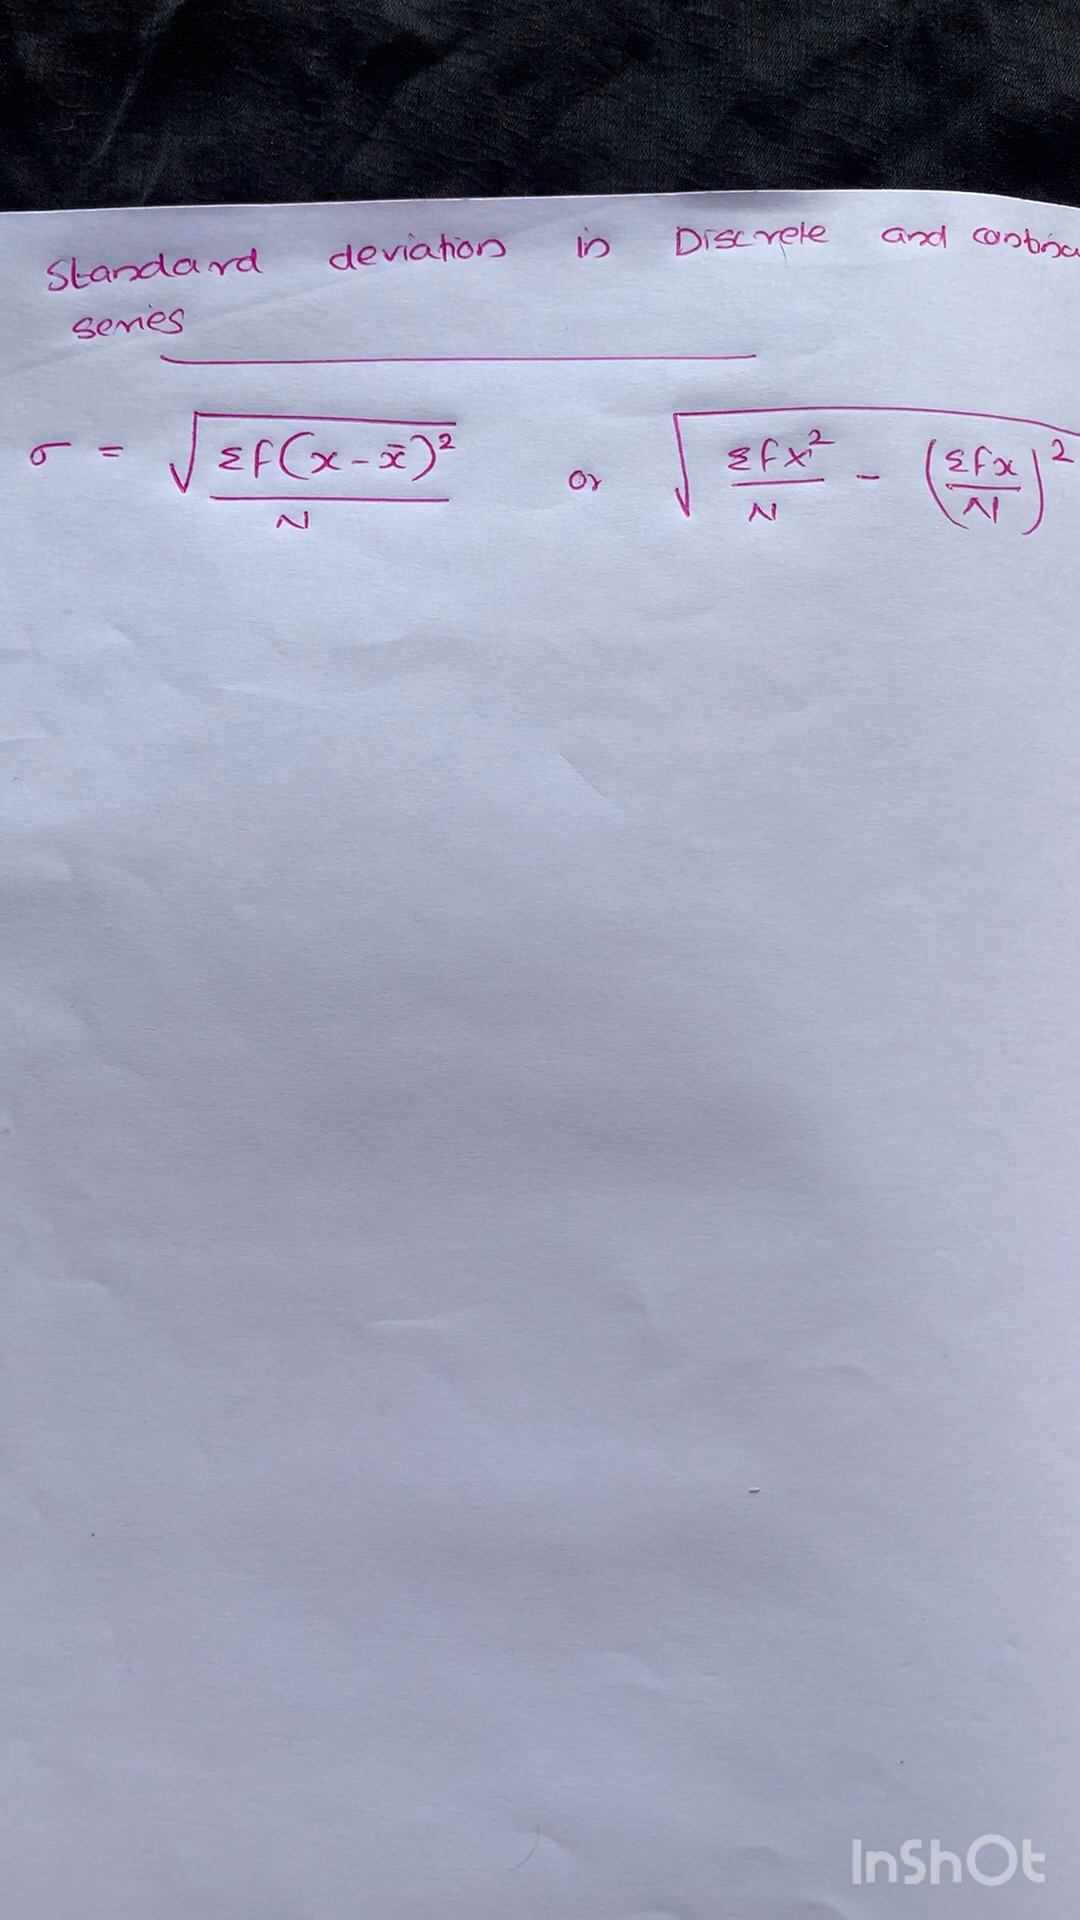 Standard deviation in Discrete and
series
σ = √Σf(x-x̄)²/N or √Σfx²/N - (Σfx/N)²
InShOt